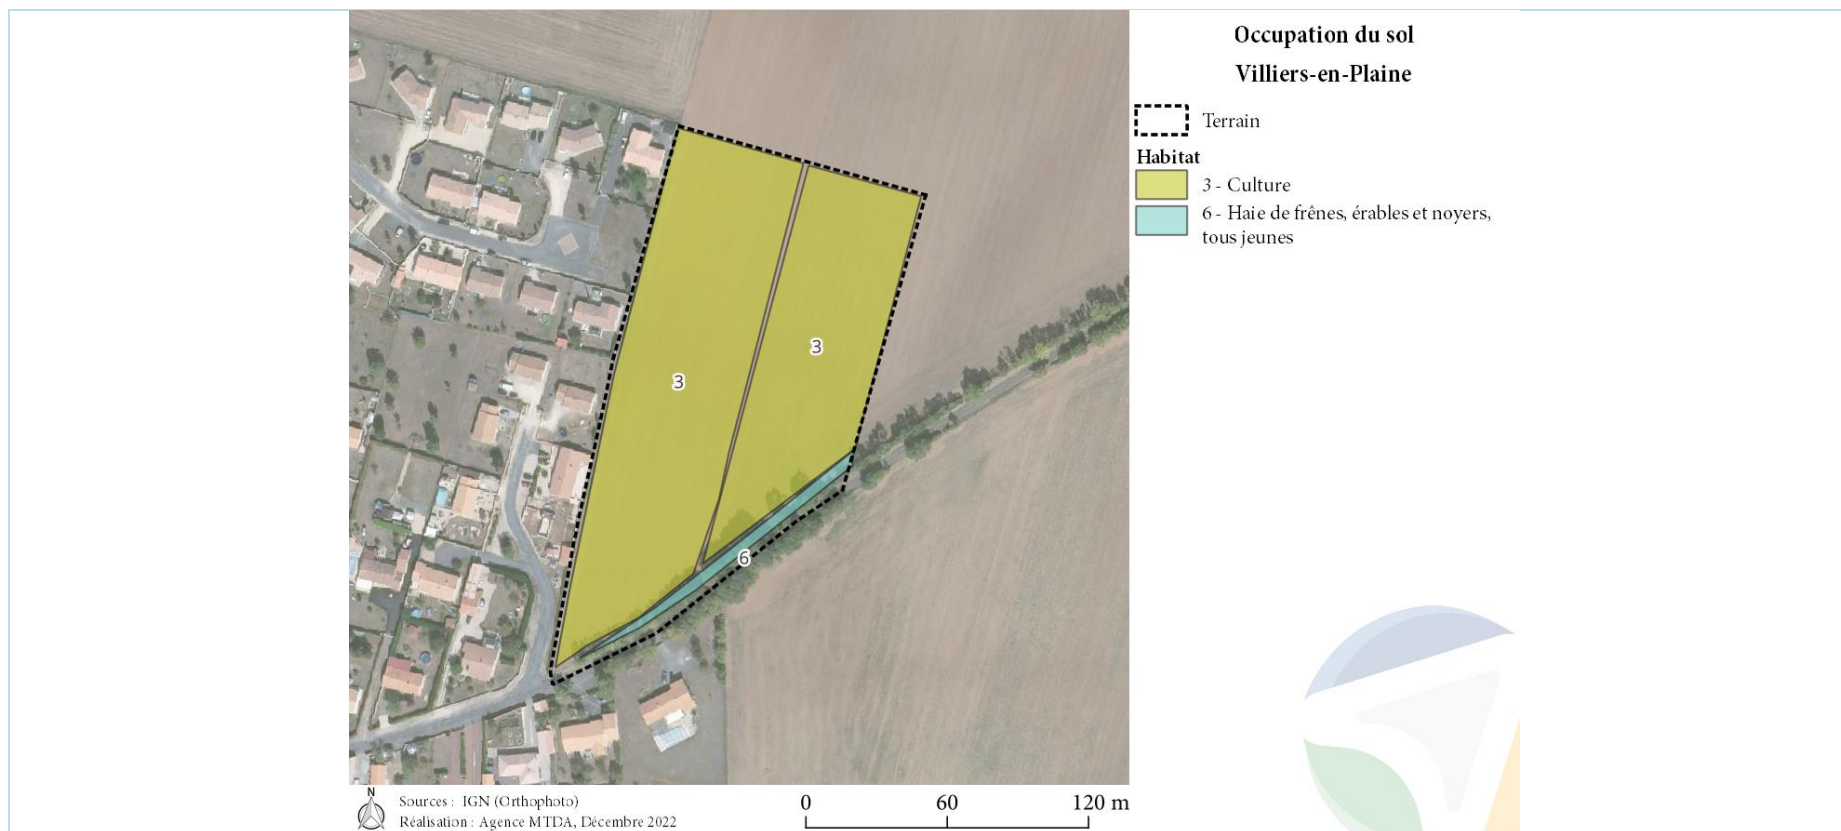 Occupation du sol
Villiers-en-Plaine
Terrain
Habitat
3 - Culture
6 - Haie de frênes, érables et noyers,
tous jeunes
3
3
6
N
Sources : IGN (Orthophoto)
Réalisation : Agence MTDA, Décembre 2022
0 60 120 m